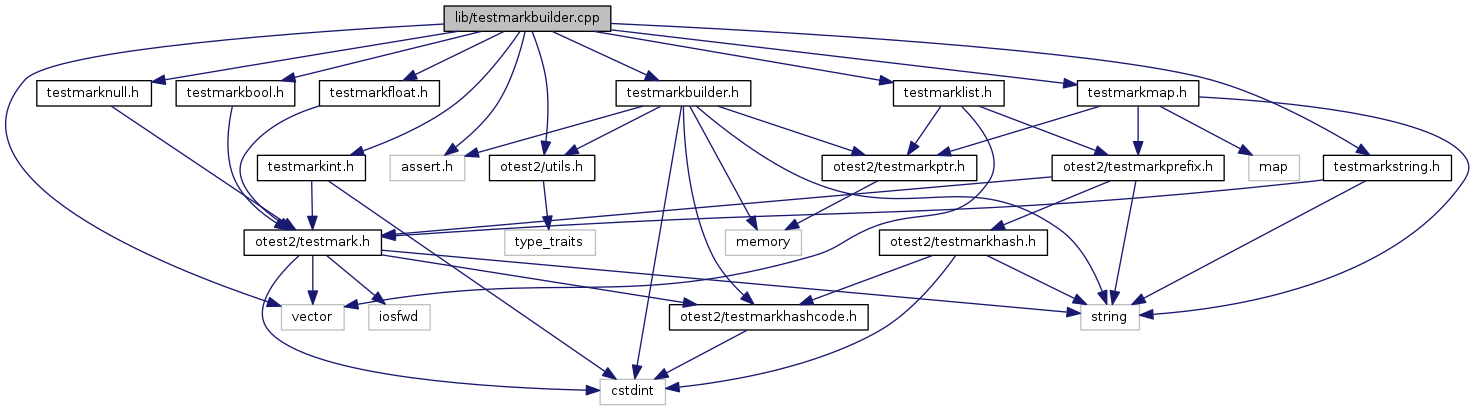 lib/testmarkbuilder.cpp
testmarknull.h
testmarkbool.h
testmarkfloat.h
testmarkbuilder.h
testmarklist.h
testmarkmap.h
testmarkint.h
assert.h
otest2/utils.h
otest2/testmarkptr.h
otest2/testmarkprefix.h
map
testmarkstring.h
otest2/testmark.h
type_traits
memory
otest2/testmarkhash.h
vector
iosfwd
otest2/testmarkhashcode.h
string
cstdint